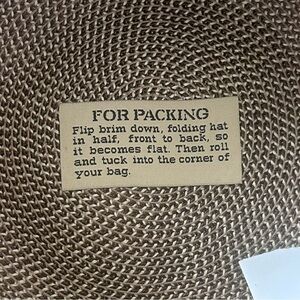 FOR PACKING
Flip brim down, folding hat
in half, front to back, so
it becomes flat. Then roll
and tuck into the corner of
your bag.